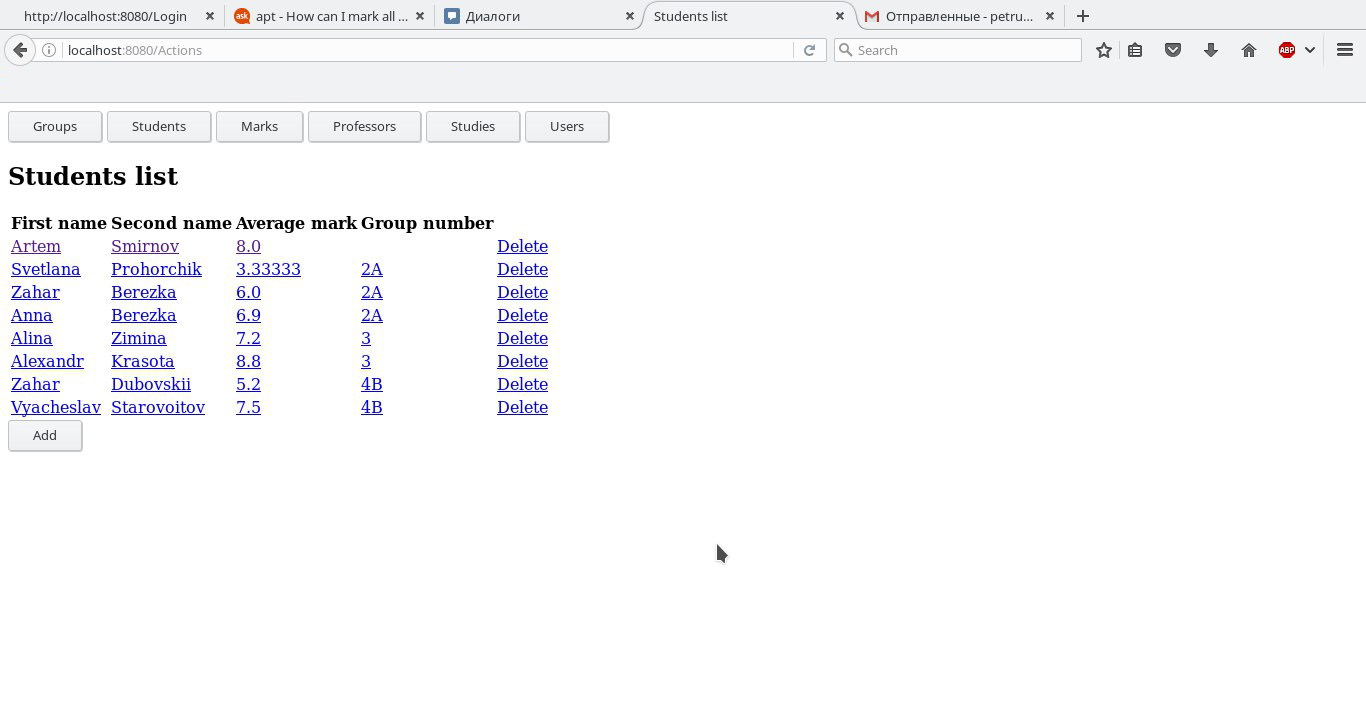 http://localhost:8080/Login apt - How can I mark all ... Диалоги Students list Отправленные - petru...
localhost:8080/Actions Search ABP
Groups Students Marks Professors Studies Users
Students list
First name Second name Average mark Group number
Artem Smirnov 8.0 Delete
Svetlana Prohorchik 3.33333 2A Delete
Zahar Berezka 6.0 2A Delete
Anna Berezka 6.9 2A Delete
Alina Zimina 7.2 3 Delete
Alexandr Krasota 8.8 3 Delete
Zahar Dubovskii 5.2 4B Delete
Vyacheslav Starovoitov 7.5 4B Delete
Add